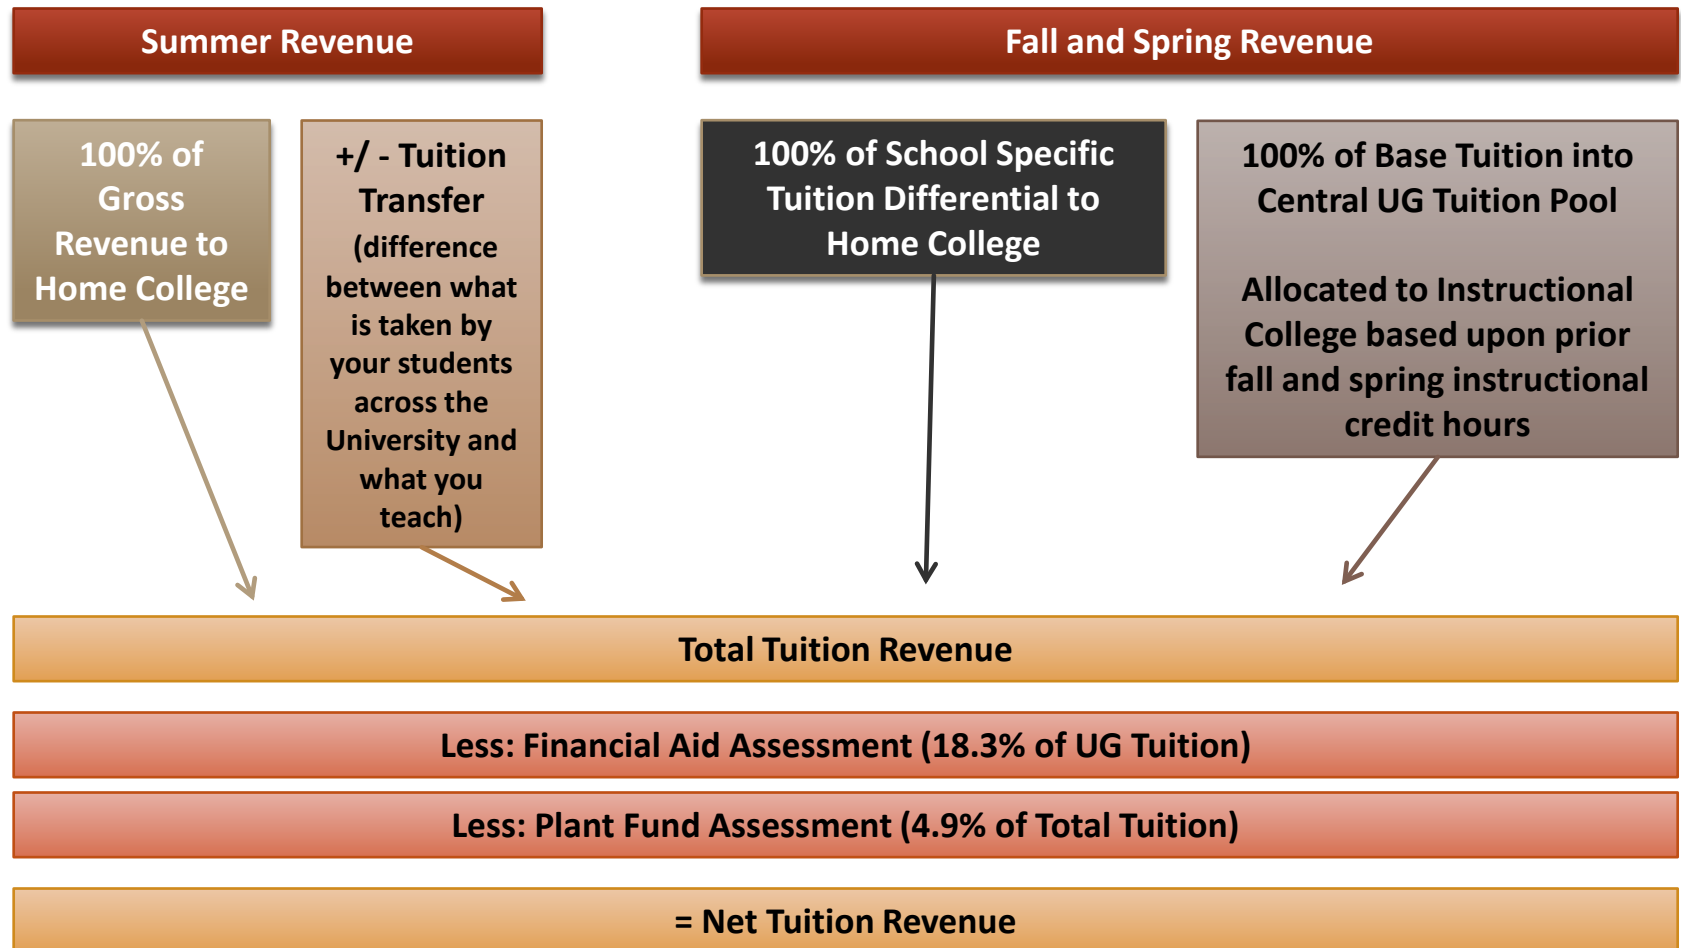 Summer Revenue
Fall and Spring Revenue
100% of
Gross
Revenue to
Home College
+/ - Tuition
Transfer
(difference
between what
is taken by
your students
across the
University and
what you
teach)
100% of School Specific
Tuition Differential to
Home College
100% of Base Tuition into
Central UG Tuition Pool
Allocated to Instructional
College based upon prior
fall and spring instructional
credit hours
Total Tuition Revenue
Less: Financial Aid Assessment (18.3% of UG Tuition)
Less: Plant Fund Assessment (4.9% of Total Tuition)
= Net Tuition Revenue